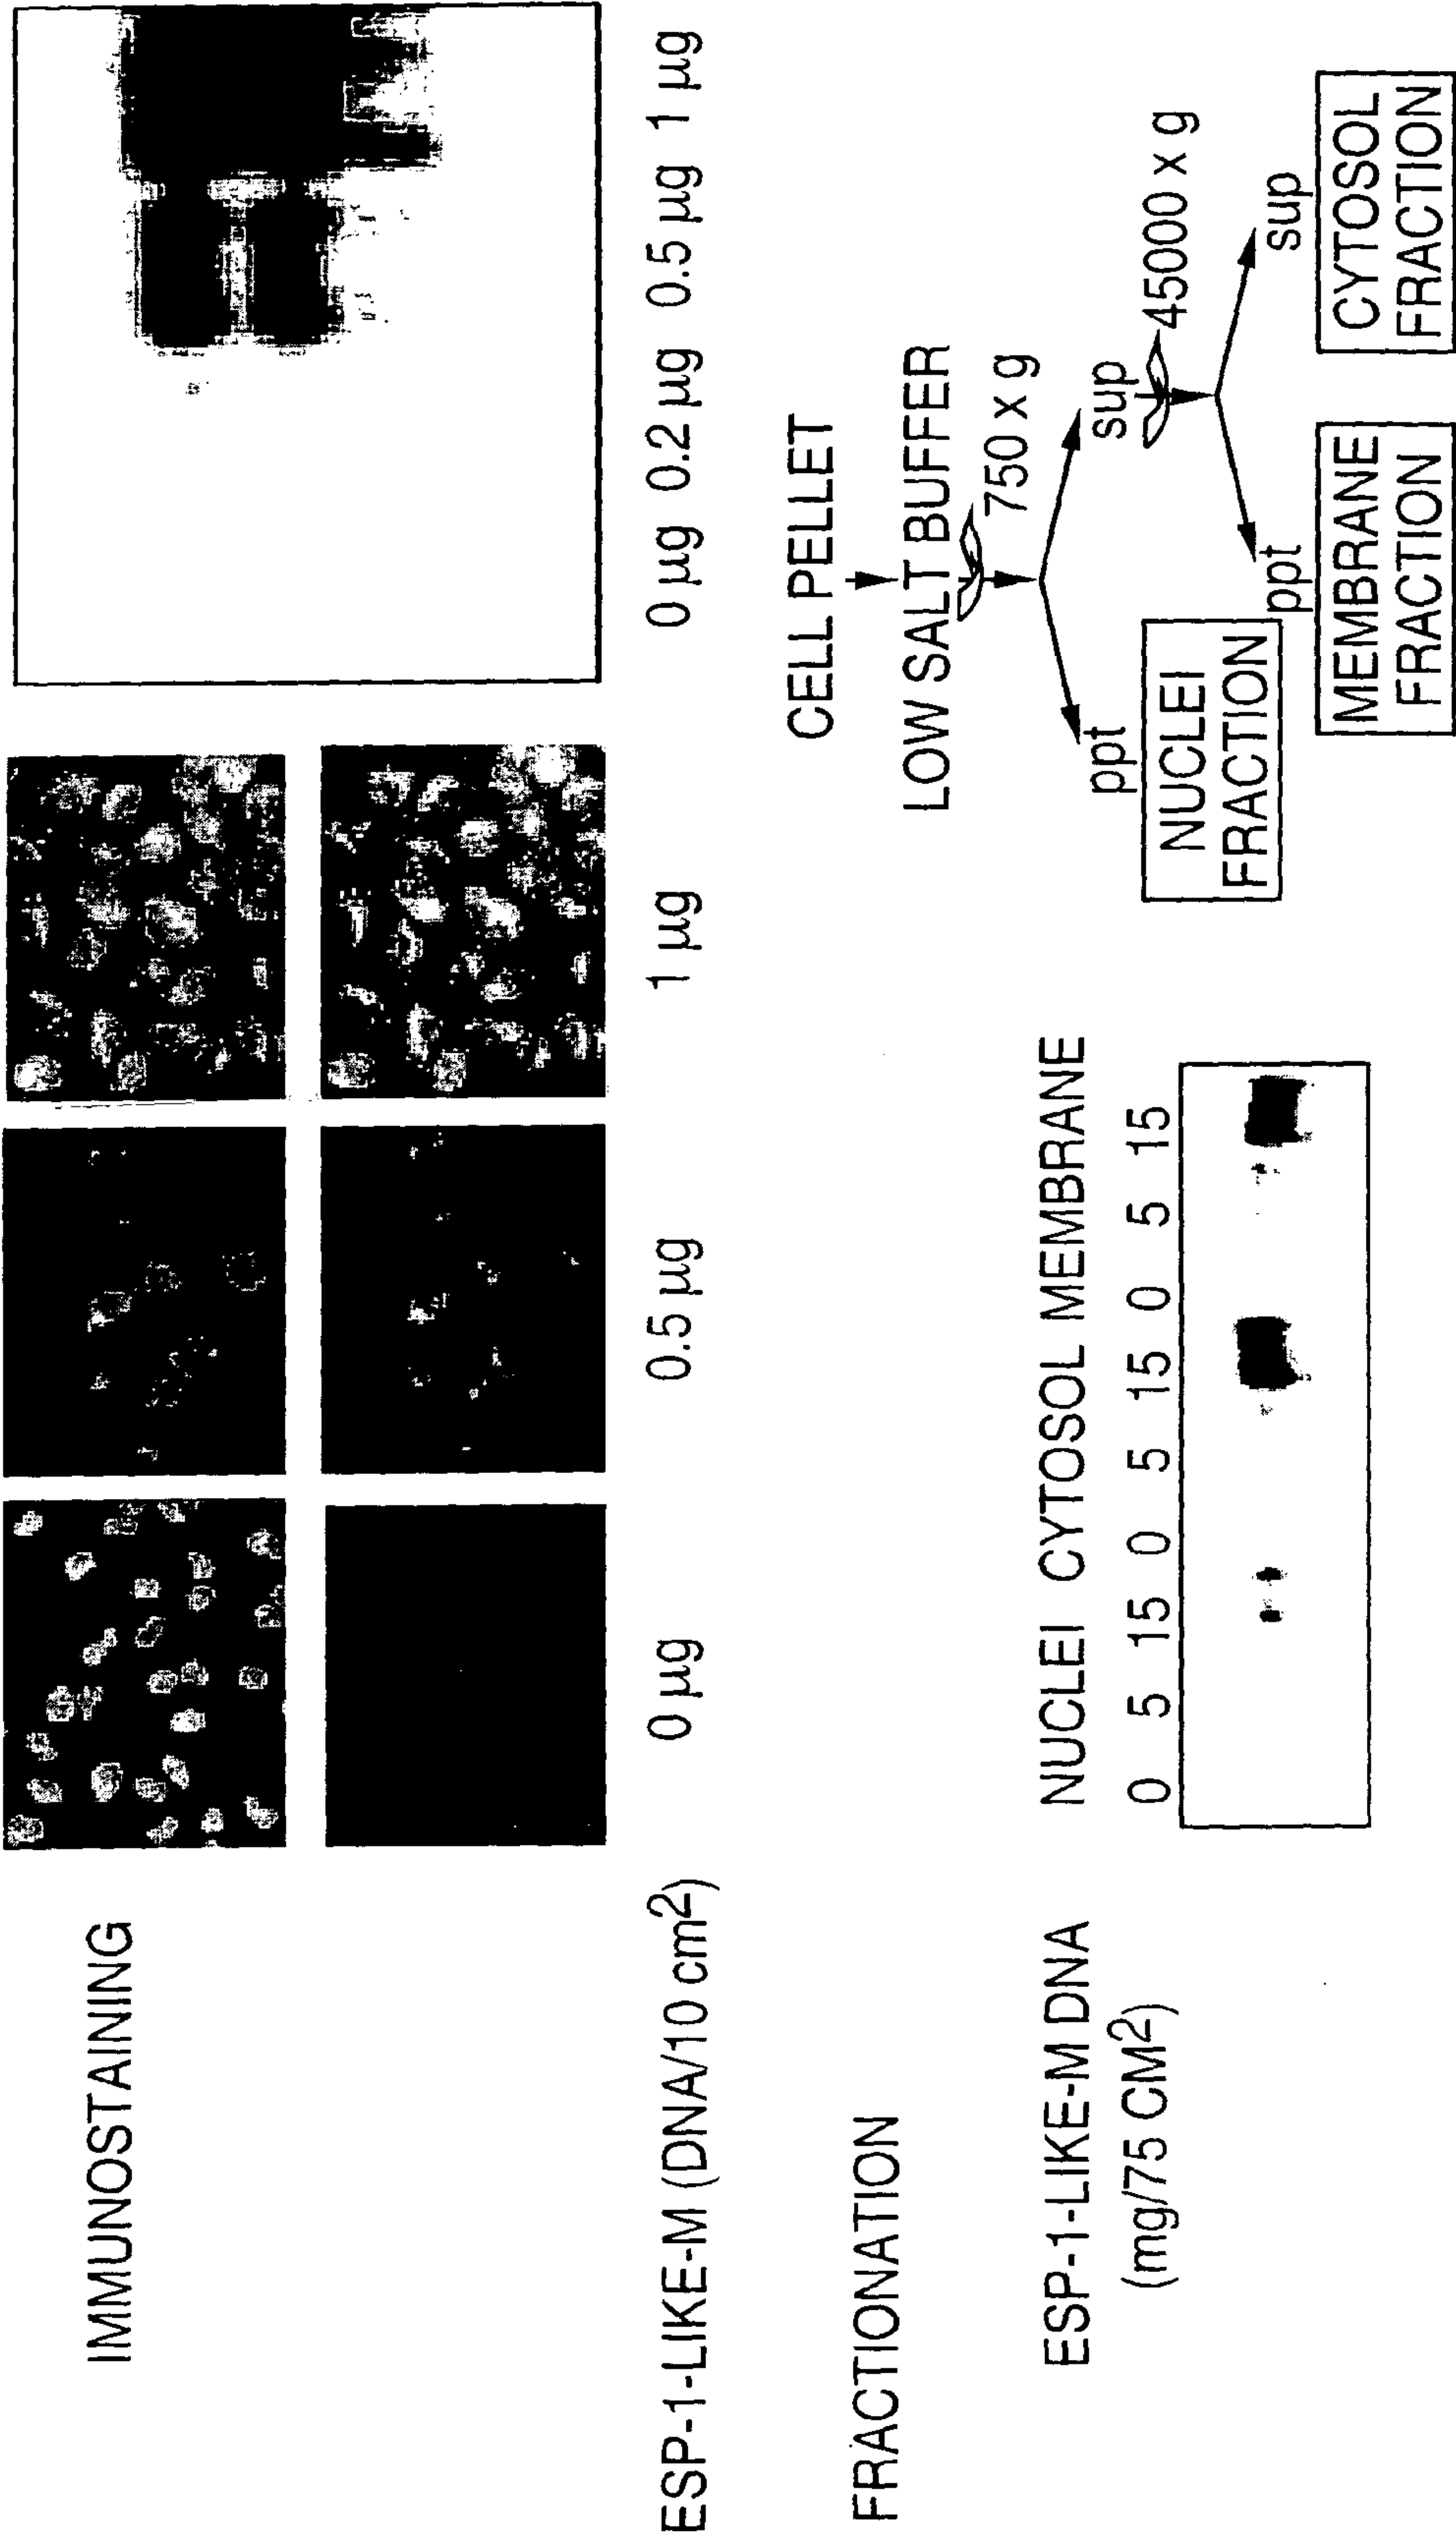 IMMUNOSTAINING
ESP-1-LIKE-M (DNA/10 cm2)
0 µg
0.5 µg
1 µg
0 µg 0.2 µg 0.5 µg 1 µg
FRACTIONATION
ESP-1-LIKE-M DNA
(mg/75 CM2)
NUCLEI CYTOSOL MEMBRANE
0 5 15 0 5 15 0 5 15
CELL PELLET
LOW SALT BUFFER
750 x g
ppt
sup
NUCLEI
FRACTION
45000 x g
ppt
sup
MEMBRANE
FRACTION
CYTOSOL
FRACTION